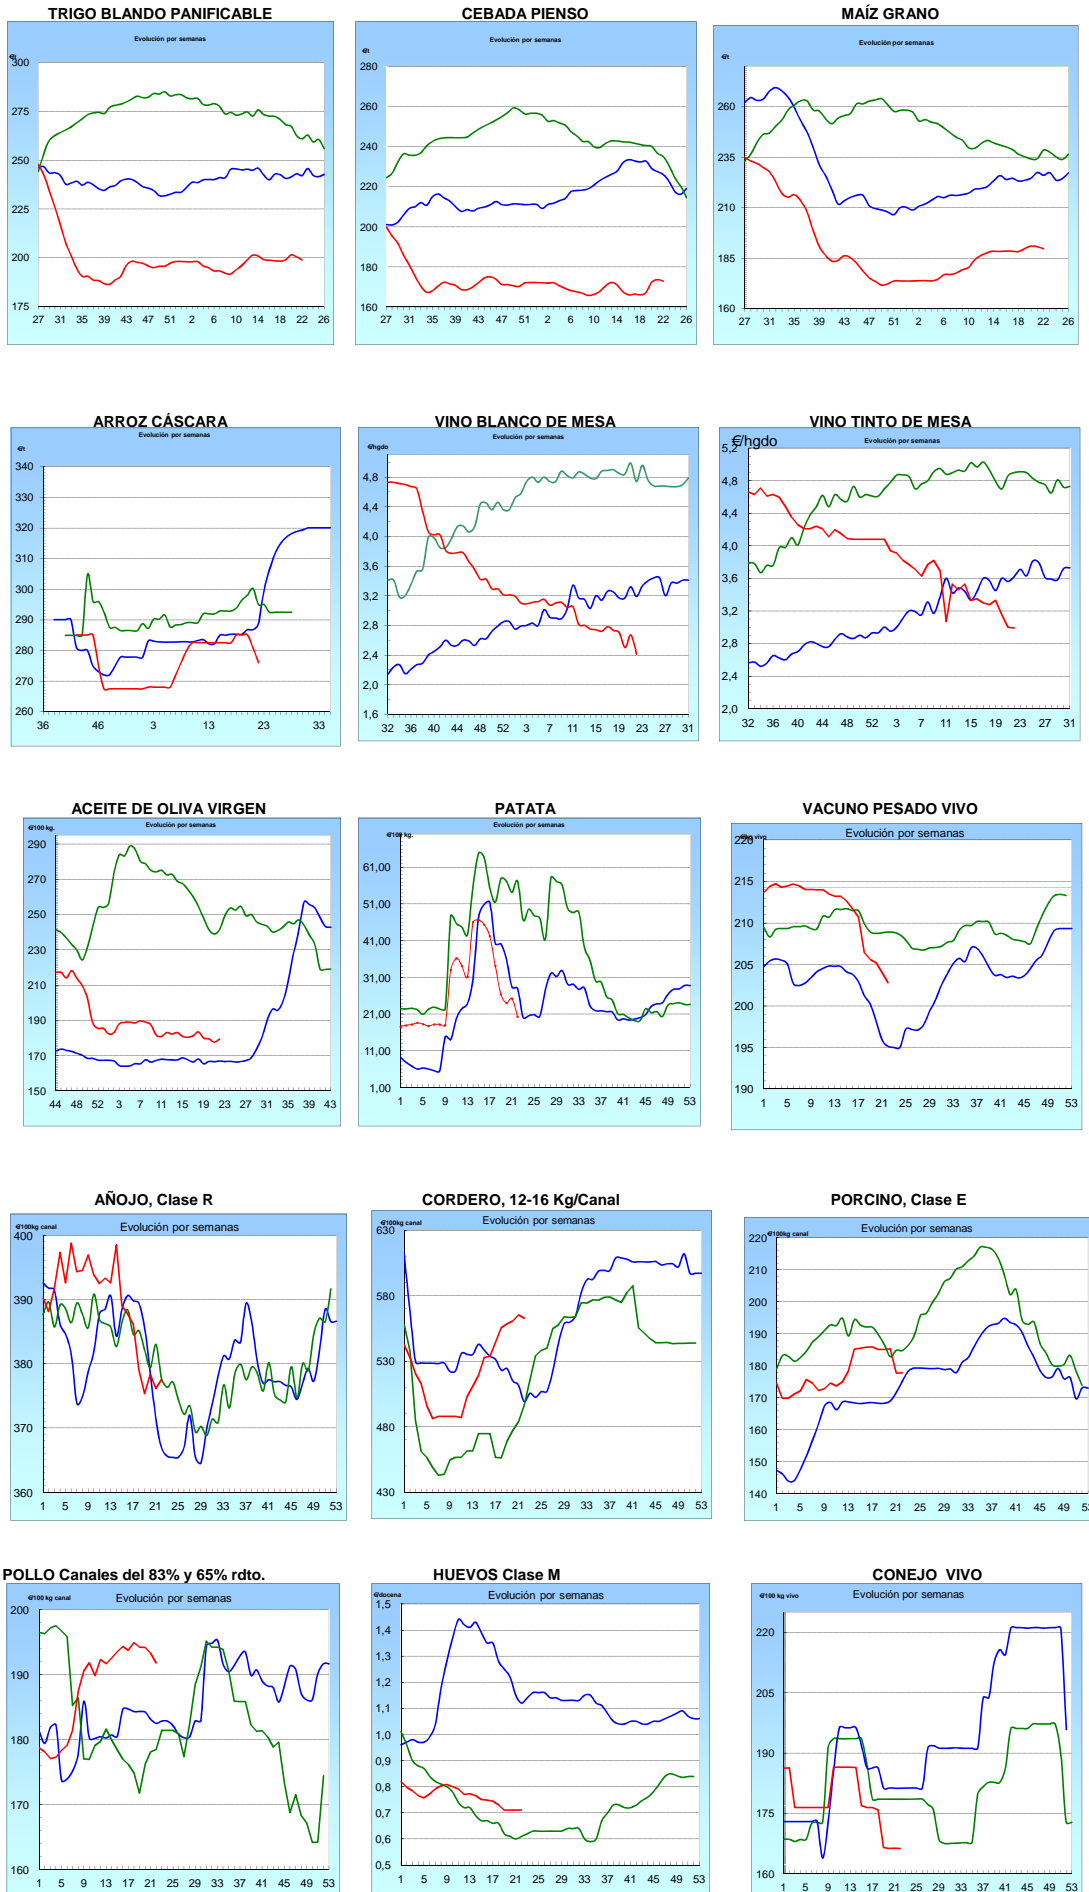 TRIGO BLANDO PANIFICABLE
Evolución por semanas
€/t
300
275
250
225
200
175
27 31 35 39 43 47 51 2 6 10 14 18 22 26
CEBADA PIENSO
Evolución por semanas
€/t
280
260
240
220
200
180
160
27 31 35 39 43 47 51 2 6 10 14 18 22 26
MAÍZ GRANO
Evolución por semanas
€/t
260
235
210
185
160
27 31 35 39 43 47 51 2 6 10 14 18 22 26
ARROZ CÁSCARA
Evolución por semanas
€/t
340
330
320
310
300
290
280
270
260
36 46 3 13 23 33
VINO BLANCO DE MESA
Evolución por semanas
€/hgdo
4,8
4,4
4,0
3,6
3,2
2,8
2,4
2,0
1,6
32 36 40 44 48 52 3 7 11 15 19 23 27 31
VINO TINTO DE MESA
Evolución por semanas
€/hgdo
5,2
4,8
4,4
4,0
3,6
3,2
2,8
2,4
2,0
32 36 40 44 48 52 3 7 11 15 19 23 27 31
ACEITE DE OLIVA VIRGEN
Evolución por semanas
€/100 kg.
290
270
250
230
210
190
170
150
44 48 52 3 7 11 15 19 23 27 31 35 39 43
PATATA
Evolución por semanas
€/100 kg.
61,00
51,00
41,00
31,00
21,00
11,00
1,00
1 5 9 13 17 21 25 29 33 37 41 45 49 53
VACUNO PESADO VIVO
Evolución por semanas
220
215
210
205
200
195
190
1 5 9 13 17 21 25 29 33 37 41 45 49 53
AÑOJO, Clase R
Evolución por semanas
€/100kg canal
400
390
380
370
360
1 5 9 13 17 21 25 29 33 37 41 45 49 53
CORDERO, 12-16 Kg/Canal
Evolución por semanas
€/100kg canal
630
580
530
480
430
1 5 9 13 17 21 25 29 33 37 41 45 49 53
PORCINO, Clase E
Evolución por semanas
€/100kg canal
220
210
200
190
180
170
160
150
140
1 5 9 13 17 21 25 29 33 37 41 45 49
POLLO Canales del 83% y 65% rdto.
Evolución por semanas
€/100 kg canal
200
190
180
170
160
1 5 9 13 17 21 25 29 33 37 41 45 49 53
HUEVOS Clase M
Evolución por semanas
€/docena
1,5
1,4
1,3
1,2
1,1
1,0
0,9
0,8
0,7
0,6
0,5
1 5 9 13 17 21 25 29 33 37 41 45 49 53
CONEJO VIVO
Evolución por semanas
€/100 kg vivo
220
205
190
175
160
1 5 9 13 17 21 25 29 33 37 41 45 49 53